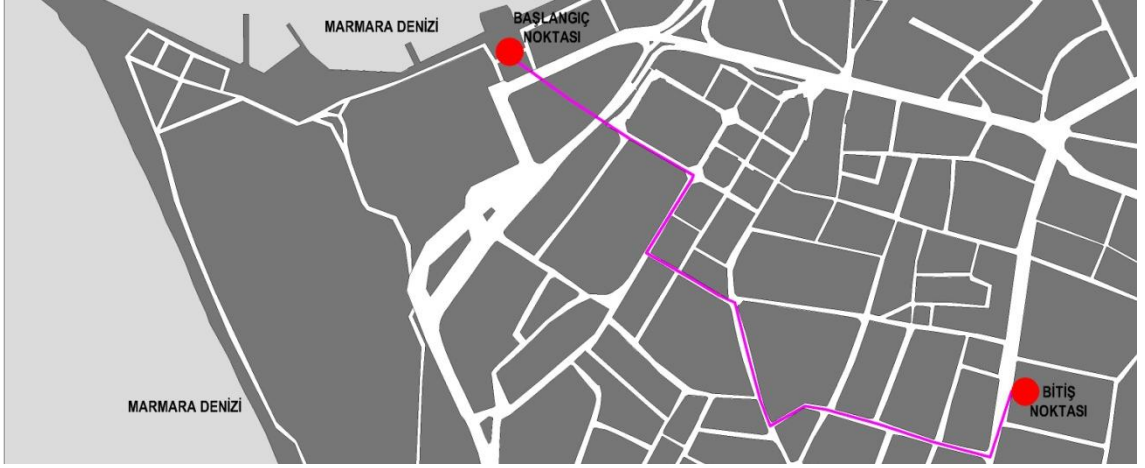 MARMARA DENİZİ
BAŞLANGIÇ
NOKTASI
MARMARA DENİZİ
BİTİŞ
NOKTASI